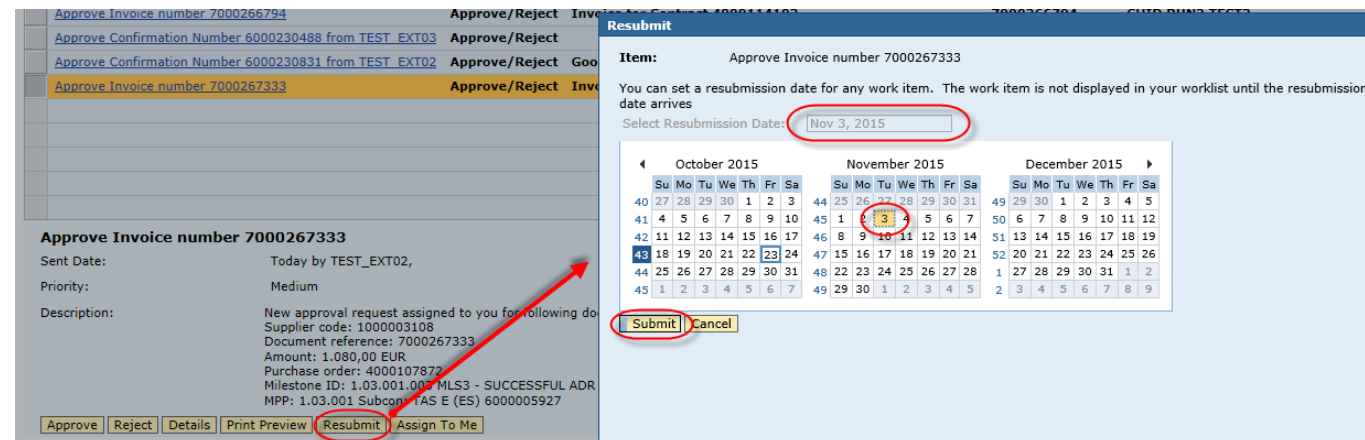 Approve Invoice number 7000266794 Approve/Reject Invoice for Contract 4000114102 7000266794
Approve Confirmation Number 6000230488 from TEST_EXT03 Approve/Reject
Approve Confirmation Number 6000230831 from TEST_EXT02 Approve/Reject Goo
Approve Invoice number 7000267333 Approve/Reject Invo
Approve Invoice number 7000267333
Sent Date: Today by TEST_EXT02,
Priority: Medium
Description: New approval request assigned to you for following do
Supplier code: 1000003108
Document reference: 7000267333
Amount: 1.080,00 EUR
Purchase order: 4000107872
Milestone ID: 1.03.001.003 MLS3 - SUCCESSFUL ADR
MPP: 1.03.001 Subcon: TAS E (ES) 6000005927
Approve Reject Details Print Preview Resubmit Assign To Me
Resubmit
Item: Approve Invoice number 7000267333
You can set a resubmission date for any work item. The work item is not displayed in your worklist until the resubmission
date arrives
Select Resubmission Date: Nov 3, 2015
October 2015 November 2015 December 2015
Su Mo Tu We Th Fr Sa Su Mo Tu We Th Fr Sa Su Mo Tu We Th Fr Sa
40 27 28 29 30 1 2 3 44 25 26 27 28 29 30 31 49 29 30 1 2 3 4 5
41 4 5 6 7 8 9 10 45 1 2 3 4 5 6 7 50 6 7 8 9 10 11 12
42 11 12 13 14 15 16 17 46 8 9 10 11 12 13 14 51 13 14 15 16 17 18 19
43 18 19 20 21 22 23 24 47 15 16 17 18 19 20 21 52 20 21 22 23 24 25 26
44 25 26 27 28 29 30 31 48 22 23 24 25 26 27 28 1 27 28 29 30 31 1 2
45 1 2 3 4 5 6 7 49 29 30 1 2 3 4 5 2 3 4 5 6 7 8 9
Submit Cancel